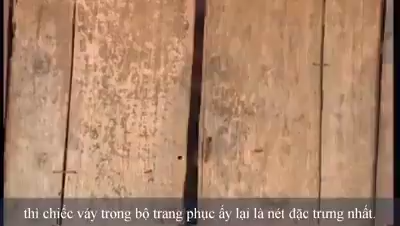 thì chiếc váy trong bộ trang phục ấy lại là nét đặc trưng nhất.